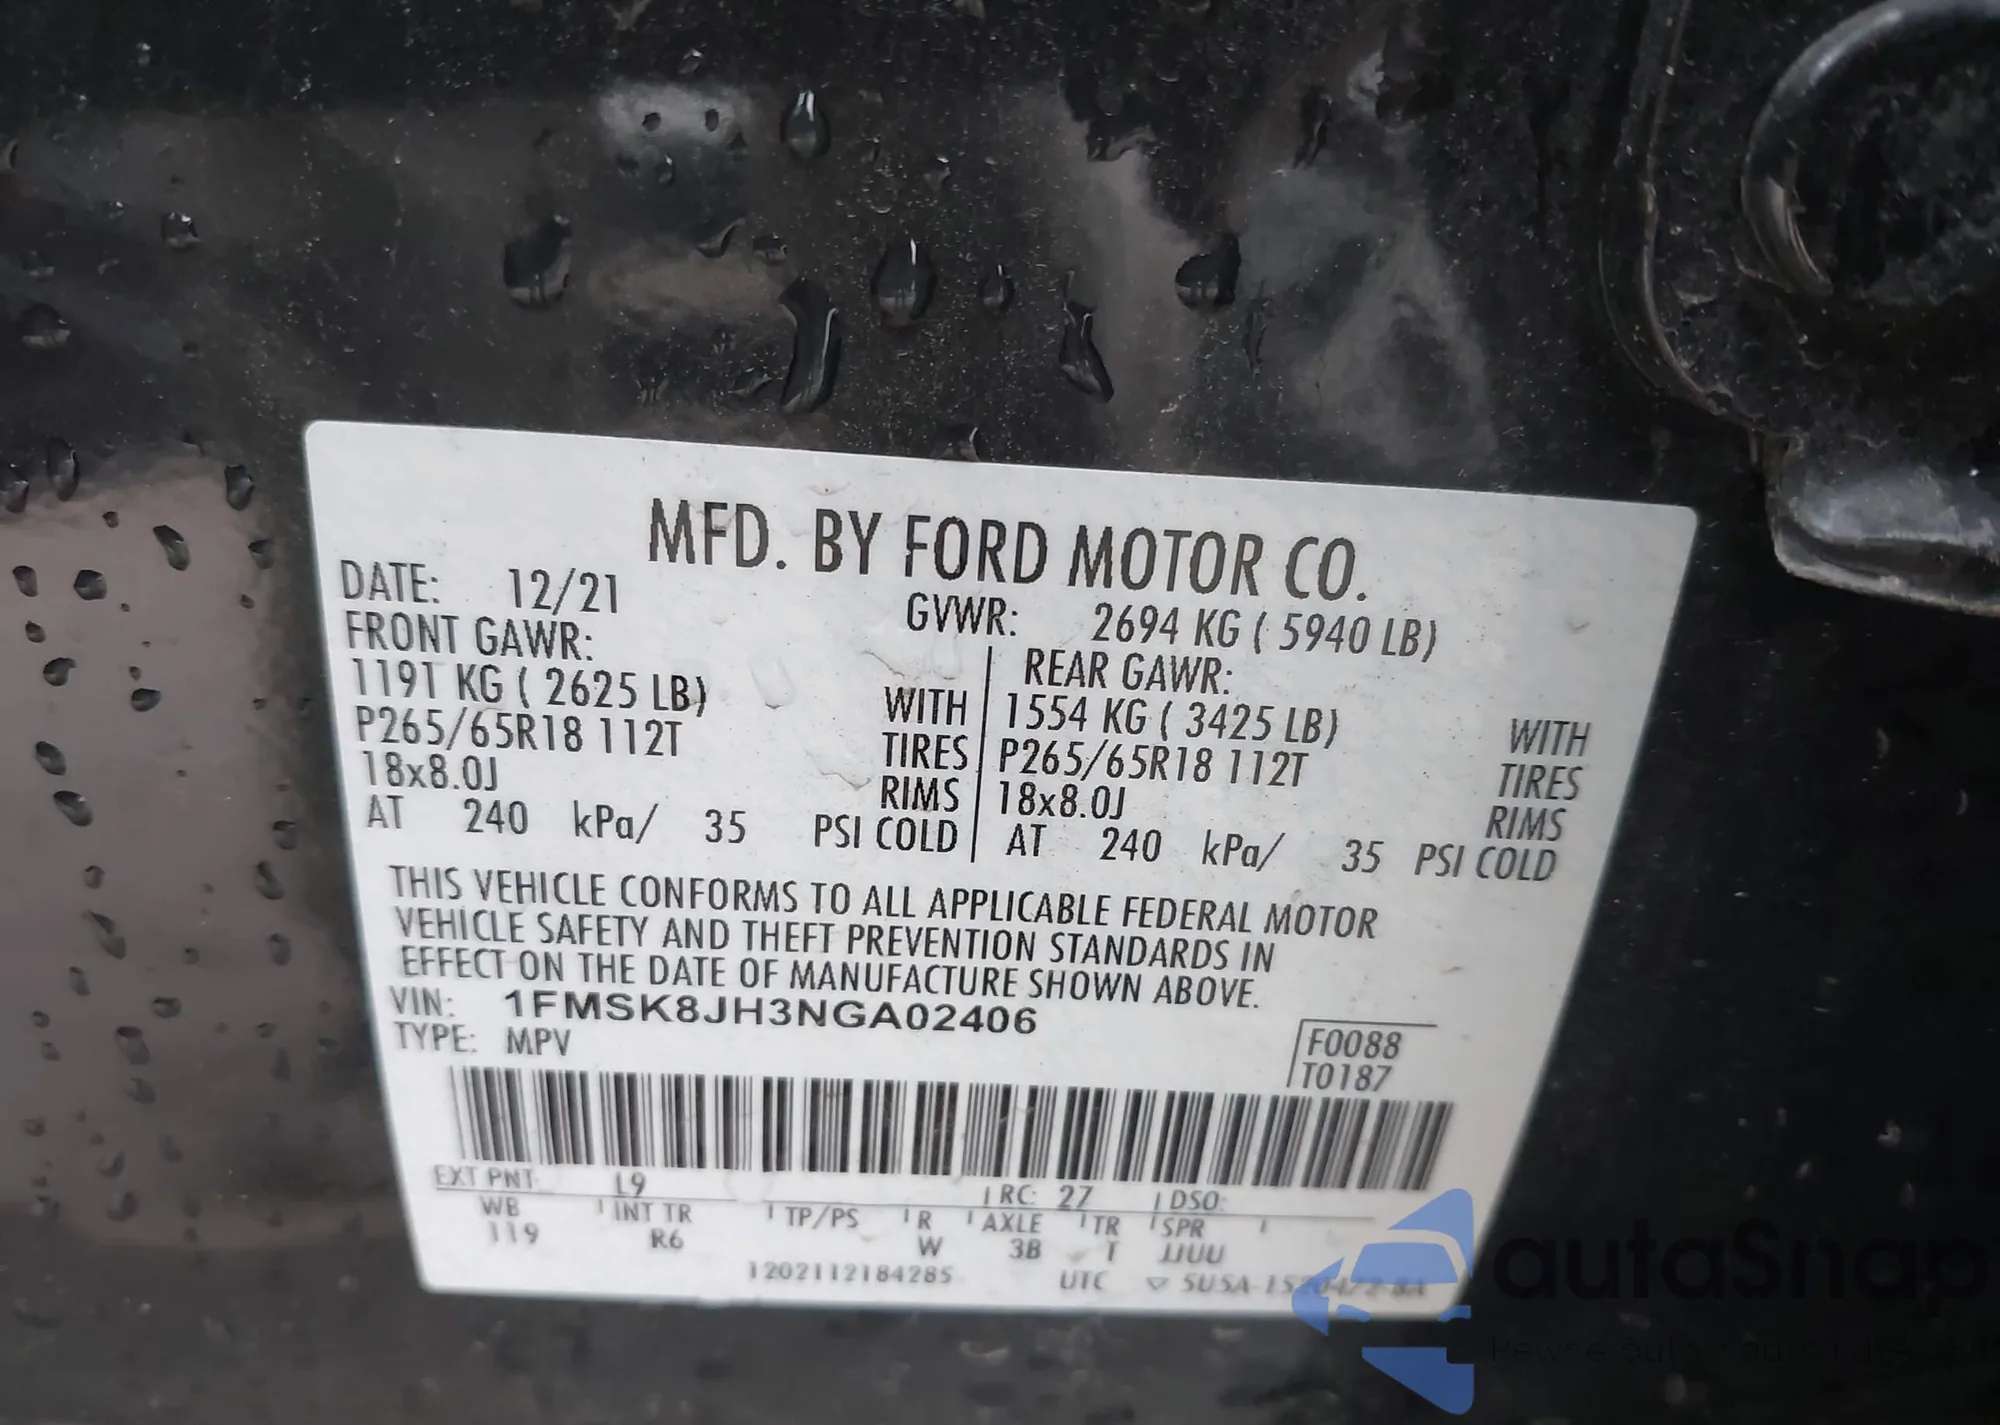 MFD. BY FORD MOTOR CO.
DATE: 12/21 GVWR: 2694 KG ( 5940 LB)
FRONT GAWR: REAR GAWR:
1191 KG ( 2625 LB) WITH 1554 KG ( 3425 LB) WITH
P265/65R18 112T TIRES P265/65R18 112T TIRES
18x8.0J RIMS 18x8.0J RIMS
AT 240 kPa/ 35 PSI COLD AT 240 kPa/ 35 PSI COLD
THIS VEHICLE CONFORMS TO ALL APPLICABLE FEDERAL MOTOR
VEHICLE SAFETY AND THEFT PREVENTION STANDARDS IN
EFFECT ON THE DATE OF MANUFACTURE SHOWN ABOVE.
VIN: 1FMSK8JH3NGA02406
TYPE: MPV
F0088
T0187
EXT PNT: L9 RC: 27 DSO:
WB INT TR TP/PS R AXLE TR SPR
119 R6 W 3B T JJUU
1202112184285 UTC
autoSnap